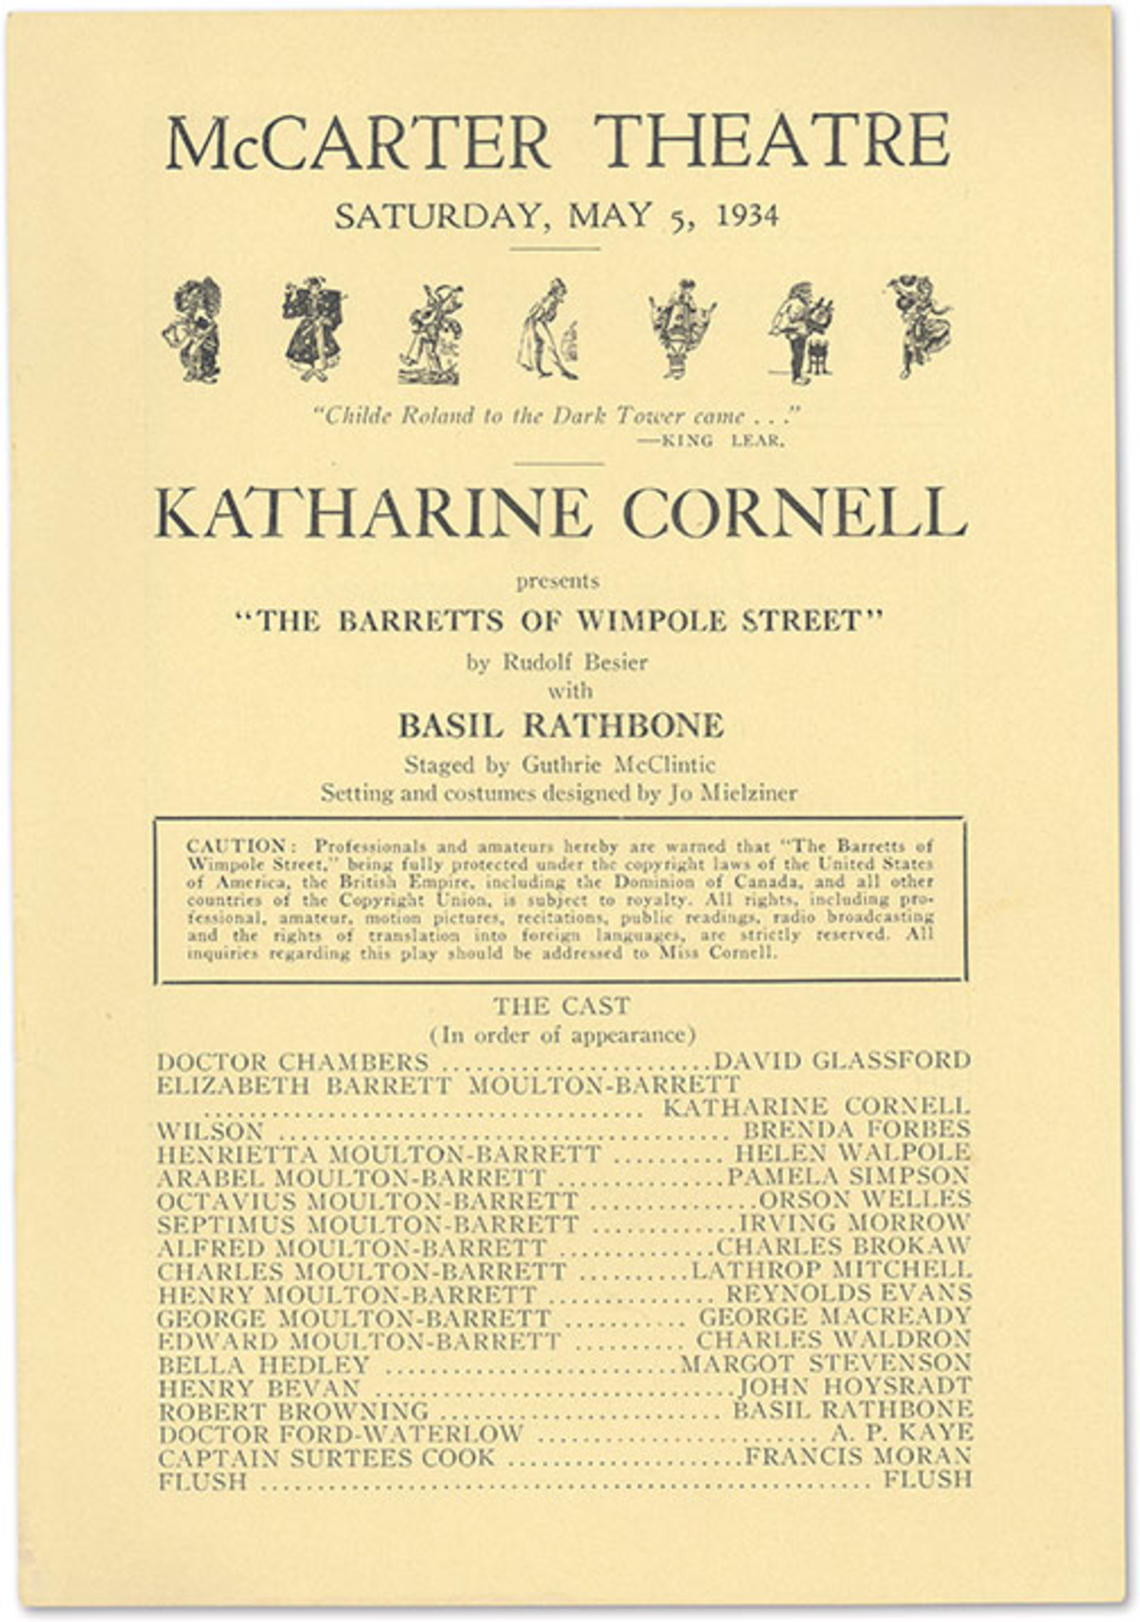 McCARTER THEATRE
SATURDAY, MAY 5, 1934
"Childe Roland to the Dark Tower came . . ."
—KING LEAR.
KATHARINE CORNELL
presents
"THE BARRETTS OF WIMPOLE STREET"
by Rudolf Besier
with
BASIL RATHBONE
Staged by Guthrie McClintic
Setting and costumes designed by Jo Mielziner
CAUTION: Professionals and amateurs hereby are warned that "The Barretts of
Wimpole Street," being fully protected under the copyright laws of the United States
of America, the British Empire, including the Dominion of Canada, and all other
countries of the Copyright Union, is subject to royalty. All rights, including pro-
fessional, amateur, motion pictures, recitations, public readings, radio broadcasting
and the rights of translation into foreign languages, are strictly reserved. All
inquiries regarding this play should be addressed to Miss Cornell.
THE CAST
(In order of appearance)
DOCTOR CHAMBERS ........................DAVID GLASSFORD
ELIZABETH BARRETT MOULTON-BARRETT
....................................... KATHARINE CORNELL
WILSON ........................................ BRENDA FORBES
HENRIETTA MOULTON-BARRETT .......... HELEN WALPOLE
ARABEL MOULTON-BARRETT ...............PAMELA SIMPSON
OCTAVIUS MOULTON-BARRETT ...............ORSON WELLES
SEPTIMUS MOULTON-BARRETT .............IRVING MORROW
ALFRED MOULTON-BARRETT ..............CHARLES BROKAW
CHARLES MOULTON-BARRETT ..........LATHROP MITCHELL
HENRY MOULTON-BARRETT ............... REYNOLDS EVANS
GEORGE MOULTON-BARRETT ........... GEORGE MACREADY
EDWARD MOULTON-BARRETT .......... CHARLES WALDRON
BELLA HEDLEY ..........................MARGOT STEVENSON
HENRY BEVAN ................................JOHN HOYSRADT
ROBERT BROWNING ......................... BASIL RATHBONE
DOCTOR FORD-WATERLOW ......................... A. P. KAYE
CAPTAIN SURTEES COOK .....................FRANCIS MORAN
FLUSH ...................................................... FLUSH